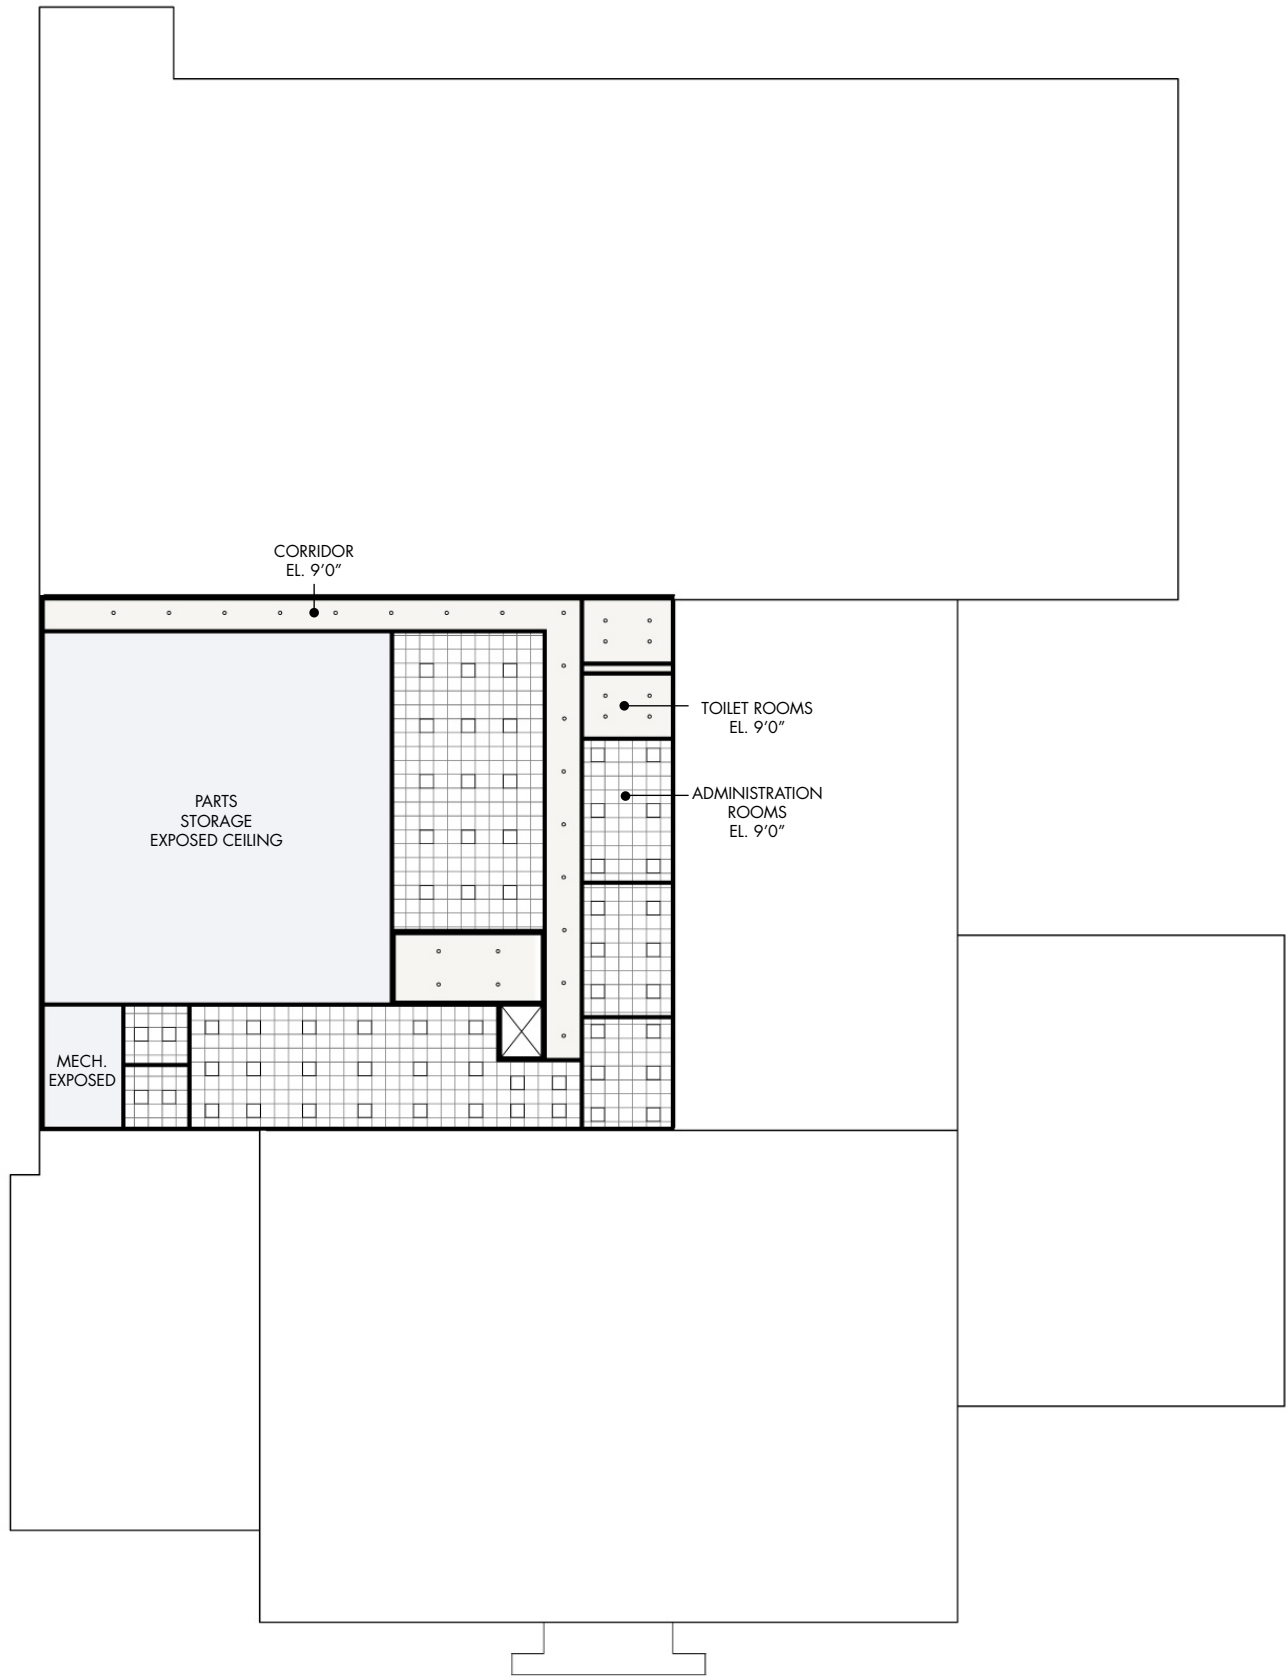 CORRIDOR
EL. 9’0”
TOILET ROOMS
EL. 9’0”
ADMINISTRATION
ROOMS
EL. 9’0”
PARTS
STORAGE
EXPOSED CEILING
MECH.
EXPOSED